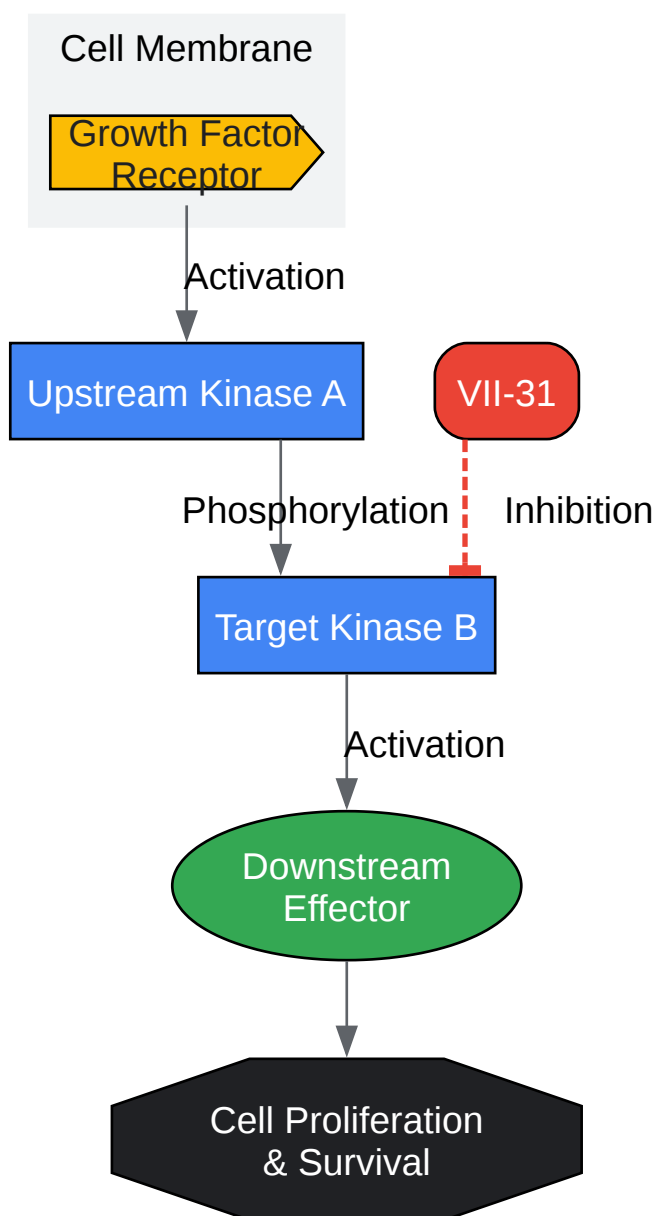 Cell Membrane
Growth Factor
Receptor
Activation
Upstream Kinase A
VII-31
Phosphorylation
Inhibition
Target Kinase B
Activation
Downstream
Effector
Cell Proliferation
& Survival